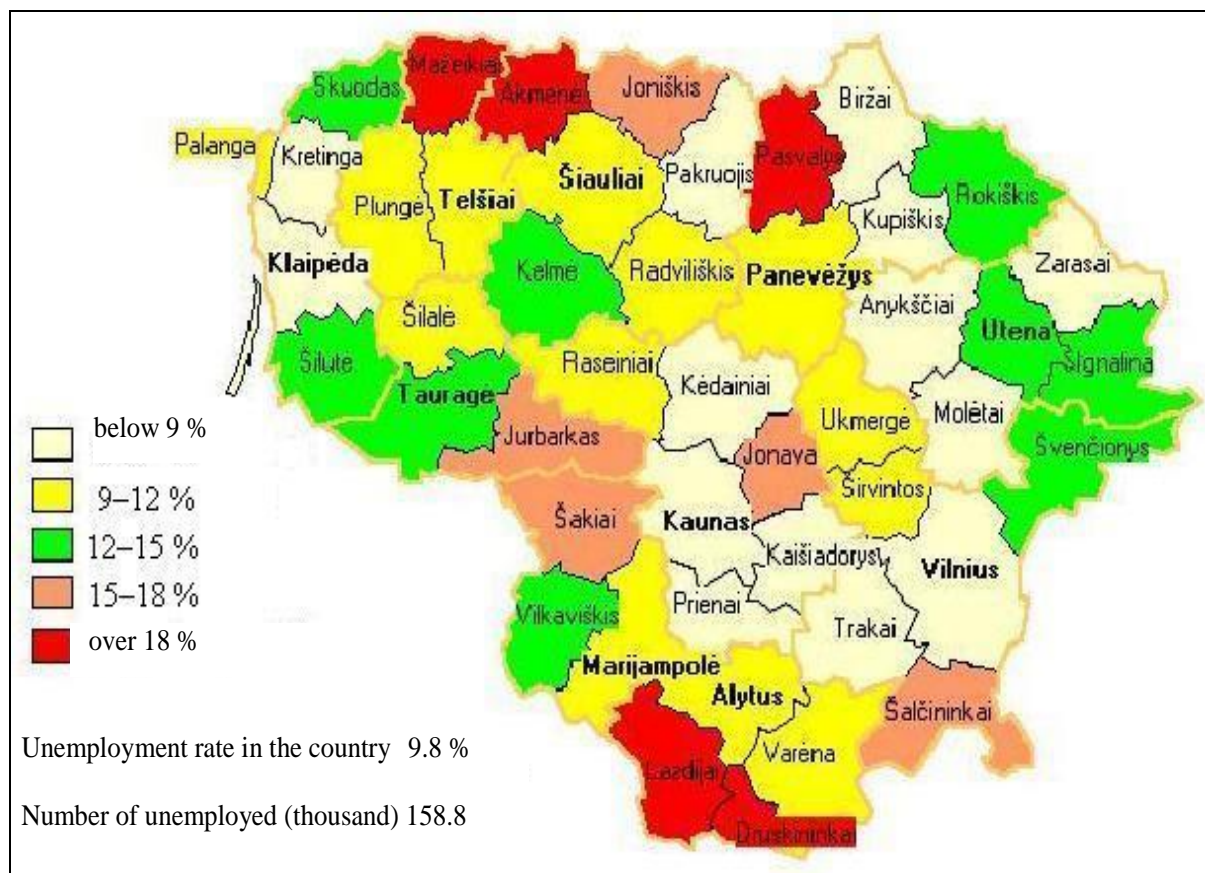 Mažeikiai
Skuodas
Akmenė
Joniškis
Biržai
Palanga
Kretinga
Šiauliai
Pakruojis
Pasvalys
Rokiškis
Plungė
Telšiai
Kupiškis
Klaipėda
Kelmė
Radviliškis
Panevėžys
Zarasai
Anykščiai
Šilalė
Utena
Šilutė
Raseiniai
Šignalina
Tauragė
Kėdainiai
Ukmergė
Molėtai
Jurbarkas
Jonava
Švenčionys
Širvintos
Šakiai
Kaunas
Kaišiadorys
Vilnius
Vilkaviškis
Prienai
Trakai
Marijampolė
Alytus
Šalčininkai
Varėna
Lazdijai
Druskininkai
below 9 %
9–12 %
12–15 %
15–18 %
over 18 %
Unemployment rate in the country 9.8 %
Number of unemployed (thousand) 158.8